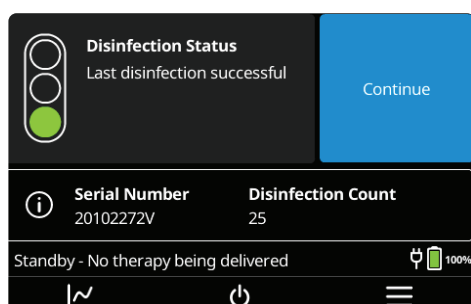 Disinfection Status
Last disinfection successful
Continue
Serial Number
20102272V
Disinfection Count
25
Standby - No therapy being delivered
100%